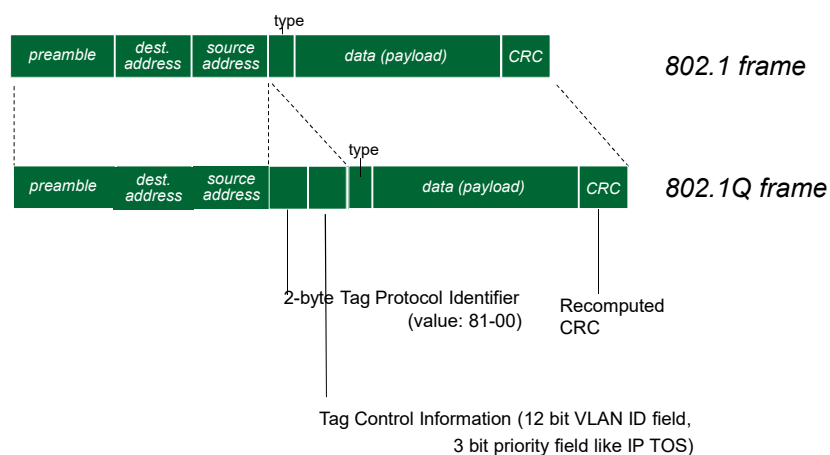 type
preamble
dest.
address
source
address
data (payload)
CRC
802.1 frame
type
preamble
dest.
address
source
address
data (payload)
CRC
802.1Q frame
2-byte Tag Protocol Identifier
(value: 81-00)
Recomputed
CRC
Tag Control Information (12 bit VLAN ID field,
3 bit priority field like IP TOS)